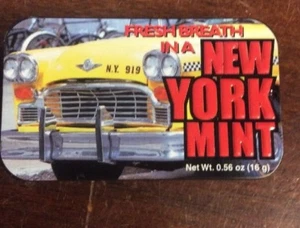 FRESH BREATH
IN A
NEW
YORK
MINT
N.Y. 919
Net Wt. 0.56 oz (16 g)